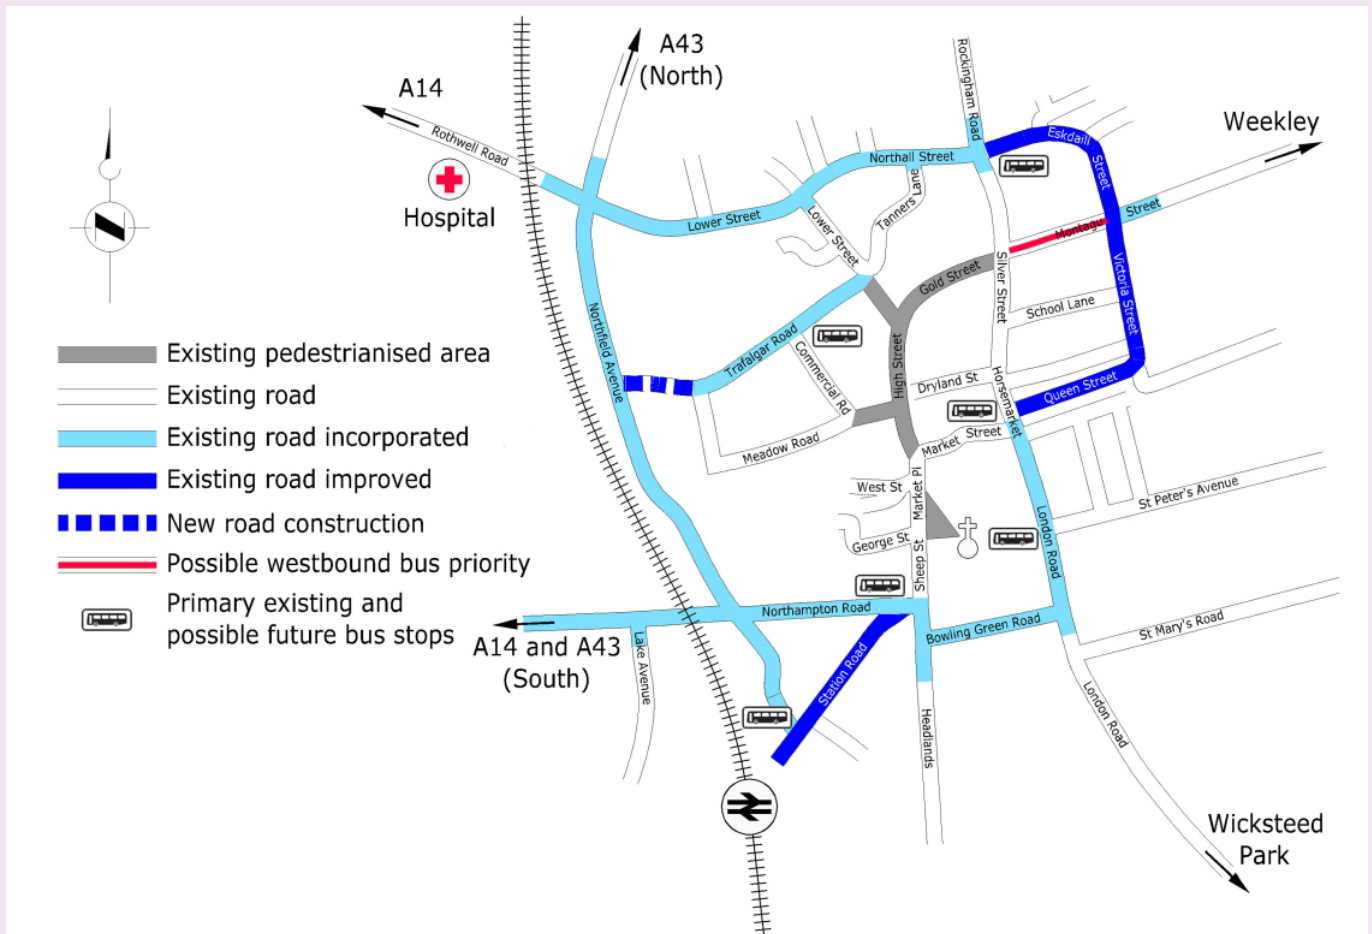 A43
(North)
A14
Rothwell Road
Hospital
Rockingham Road
Weekley
Eskdaill
Street
Northall Street
Tanners Lane
Lower Street
Lower Street
Montagu
Street
Gold Street
Silver Street
Victoria Street
School Lane
Northfield Avenue
Trafalgar Road
Commercial Rd
High Street
Dryland St
Horsemarket
Queen Street
Meadow Road
Market Street
West St
Market Pl
St Peter's Avenue
George St
Sheep St
London Road
Northampton Road
Bowling Green Road
St Mary's Road
A14 and A43
(South)
Lake Avenue
Station Road
Headlands
London Road
Wicksteed
Park
Existing pedestrianised area
Existing road
Existing road incorporated
Existing road improved
New road construction
Possible westbound bus priority
Primary existing and
possible future bus stops